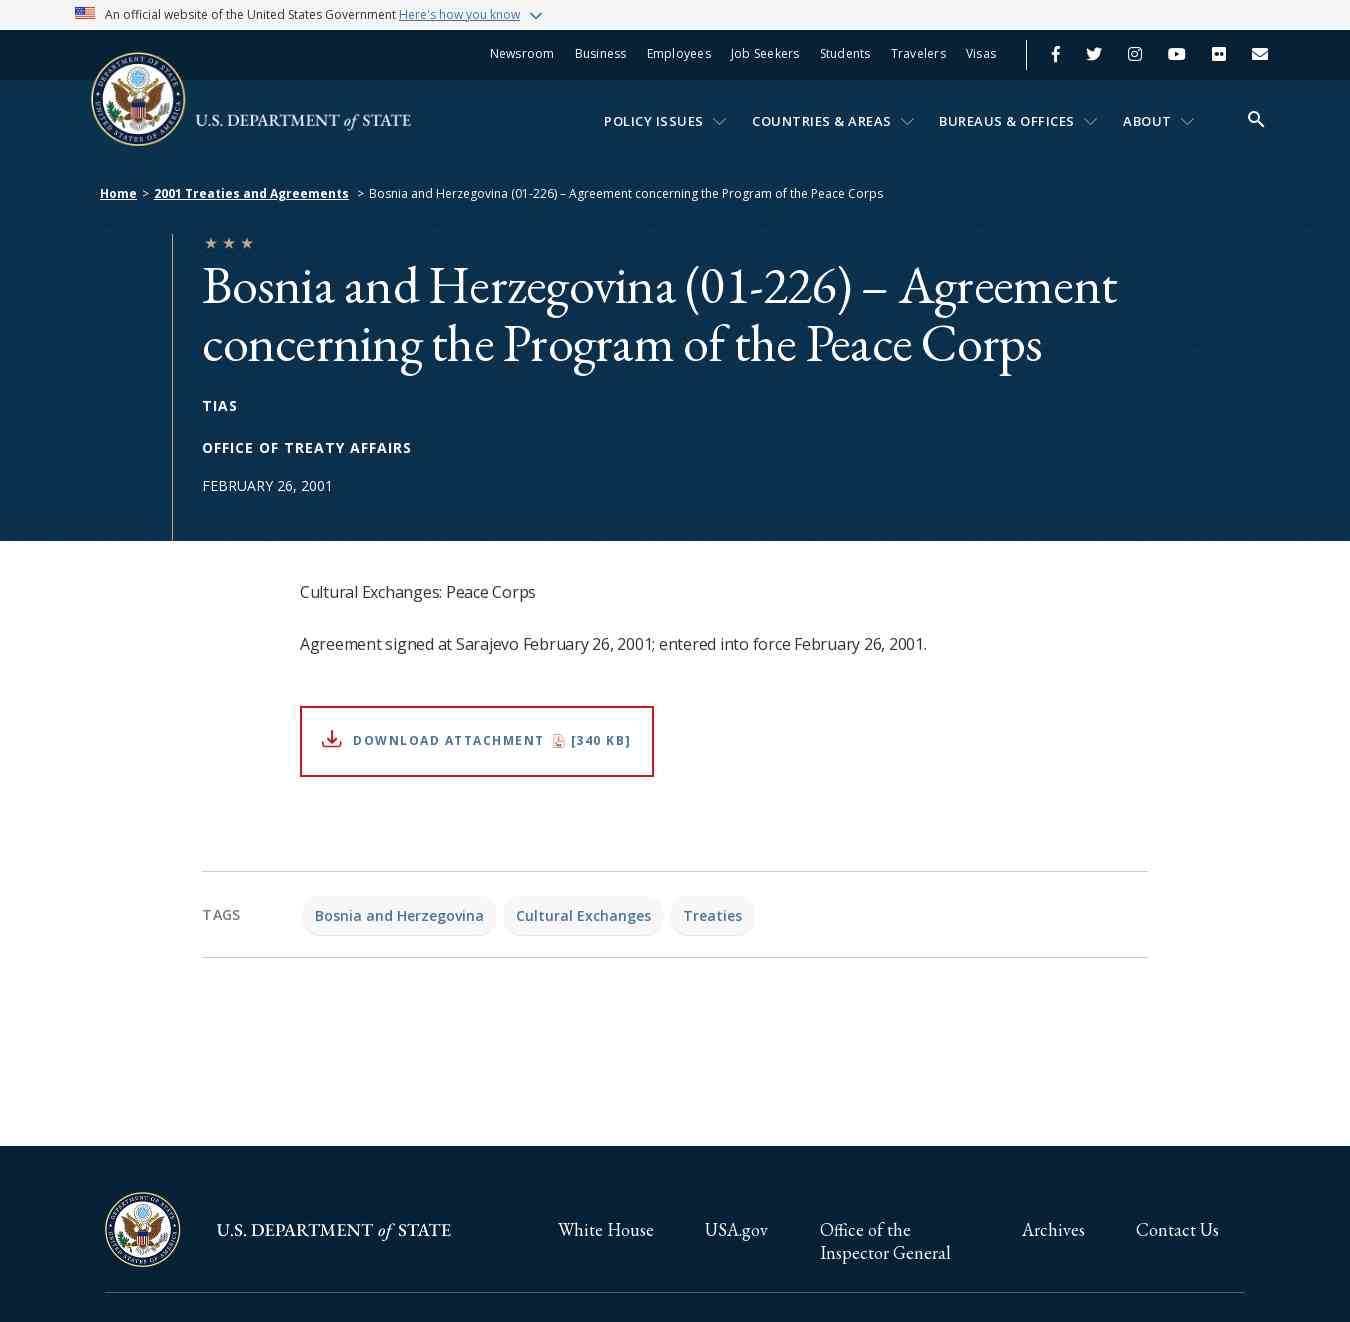 An official website of the United States Government Here's how you know
Newsroom Business Employees Job Seekers Students Travelers Visas
U.S. DEPARTMENT of STATE
POLICY ISSUES COUNTRIES & AREAS BUREAUS & OFFICES ABOUT
Home > 2001 Treaties and Agreements > Bosnia and Herzegovina (01-226) – Agreement concerning the Program of the Peace Corps
Bosnia and Herzegovina (01-226) – Agreement
concerning the Program of the Peace Corps
TIAS
OFFICE OF TREATY AFFAIRS
FEBRUARY 26, 2001
Cultural Exchanges: Peace Corps
Agreement signed at Sarajevo February 26, 2001; entered into force February 26, 2001.
DOWNLOAD ATTACHMENT [340 KB]
TAGS Bosnia and Herzegovina Cultural Exchanges Treaties
U.S. DEPARTMENT of STATE
White House USA.gov Office of the Inspector General Archives Contact Us